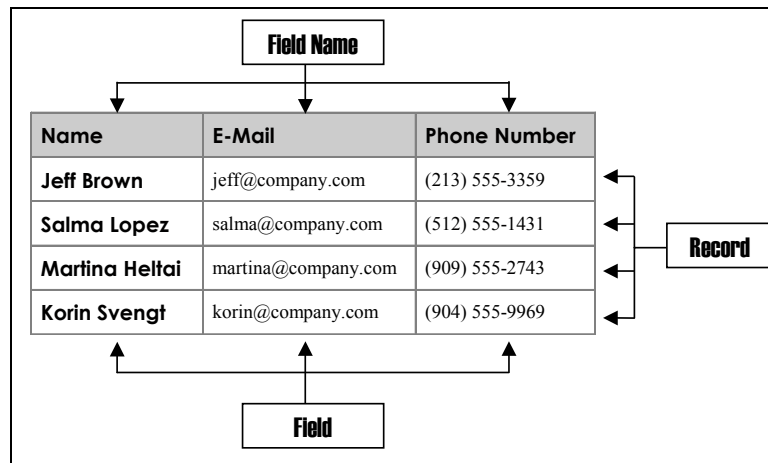 Field Name
Name E-Mail Phone Number
Jeff Brown jeff@company.com (213) 555-3359
Salma Lopez salma@company.com (512) 555-1431
Record
Martina Heltai martina@company.com (909) 555-2743
Korin Svengt korin@company.com (904) 555-9969
Field